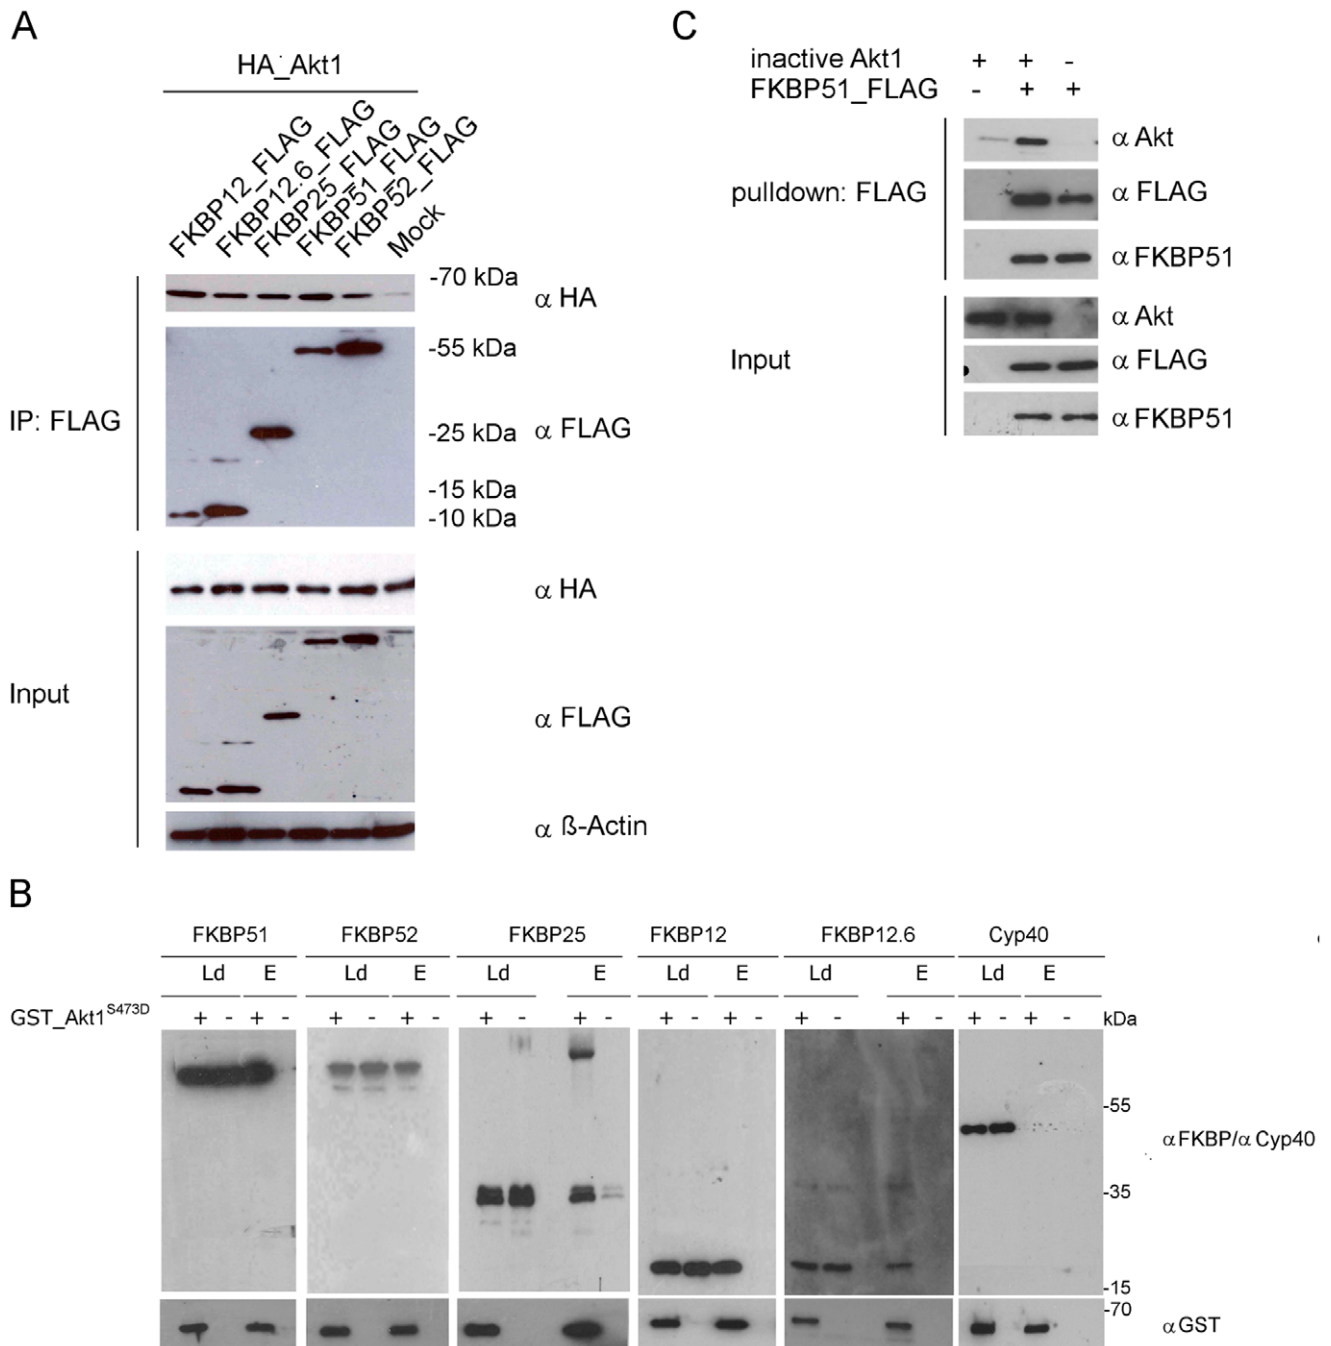 A
HA_Akt1
FKBP12_FLAG
FKBP12.6_FLAG
FKBP25_FLAG
FKBP51_FLAG
FKBP52_FLAG
Mock
IP: FLAG
-70 kDa
α HA
-55 kDa
-25 kDa
α FLAG
-15 kDa
-10 kDa
Input
α HA
α FLAG
α ß-Actin
C
inactive Akt1 + + -
FKBP51_FLAG - + +
pulldown: FLAG
α Akt
α FLAG
α FKBP51
Input
α Akt
α FLAG
α FKBP51
B
FKBP51 FKBP52 FKBP25 FKBP12 FKBP12.6 Cyp40
Ld E Ld E Ld E Ld E Ld E Ld E
GST_Akt1S473D + - + - + - + - + - + - + - + - + - + - + - + - kDa
-55
αFKBP/αCyp40
-35
-15
-70
αGST